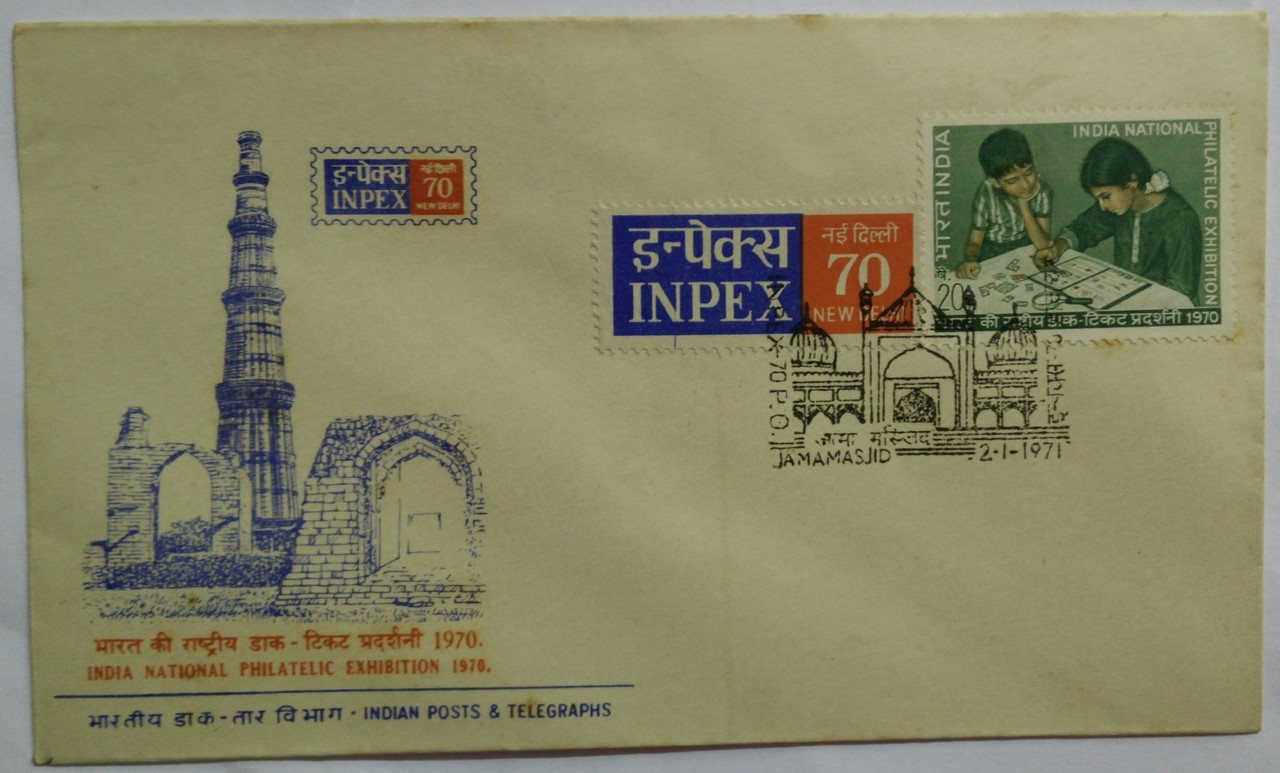 इन्पेक्स
INPEX
नई दिल्ली
70
NEW DELHI
इन्पेक्स
INPEX
नई दिल्ली
70
NEW DELHI
भारत INDIA
INDIA NATIONAL
PHILATELIC EXHIBITION
20
भारत की राष्ट्रीय डाक-टिकट प्रदर्शनी 1970
INPEX-70 P.O.
जामा मस्जिद
JAMAMASJID
2-1-1971
भारत की राष्ट्रीय डाक-टिकट प्रदर्शनी 1970.
INDIA NATIONAL PHILATELIC EXHIBITION 1970.
भारतीय डाक-तार विभाग · INDIAN POSTS & TELEGRAPHS